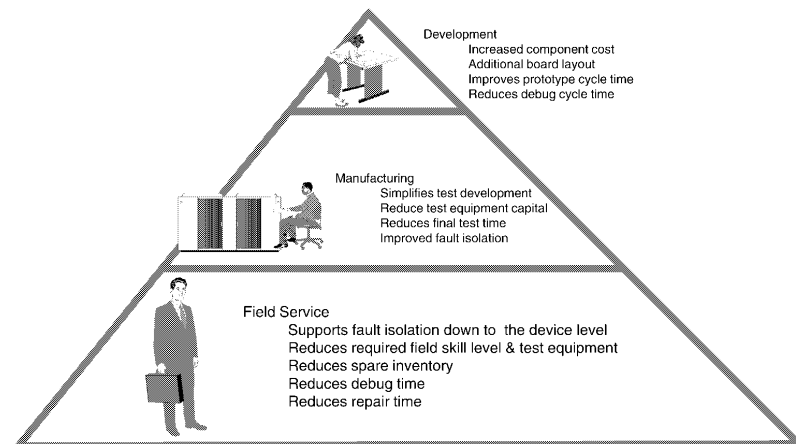 Development
Increased component cost
Additional board layout
Improves prototype cycle time
Reduces debug cycle time
Manufacturing
Simplifies test development
Reduce test equipment capital
Reduces final test time
Improved fault isolation
Field Service
Supports fault isolation down to the device level
Reduces required field skill level & test equipment
Reduces spare inventory
Reduces debug time
Reduces repair time